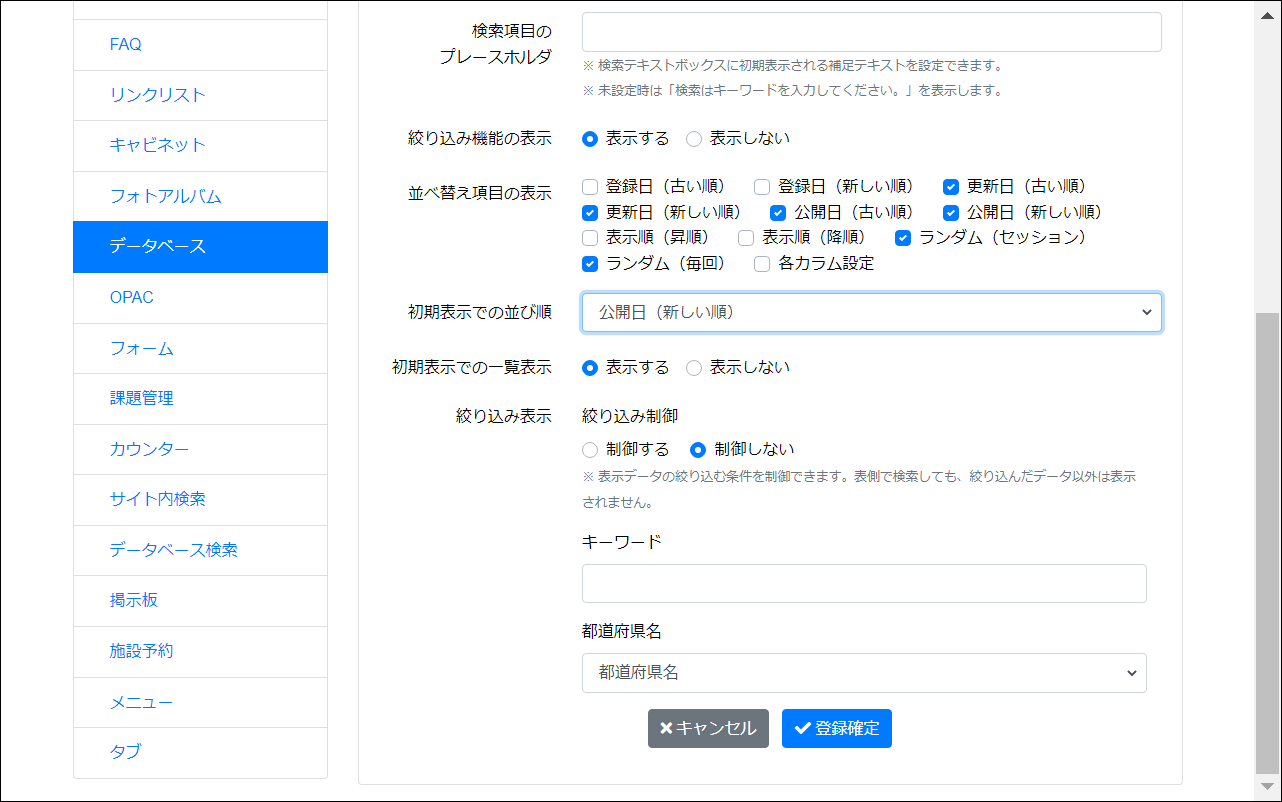 FAQ
リンクリスト
キャビネット
フォトアルバム
データベース
OPAC
フォーム
課題管理
カウンター
サイト内検索
データベース検索
掲示板
施設予約
メニュー
タブ
検索項目の
プレースホルダ
※ 検索テキストボックスに初期表示される補足テキストを設定できます。
※ 未設定時は「検索はキーワードを入力してください。」を表示します。
絞り込み機能の表示 表示する 表示しない
並べ替え項目の表示 登録日（古い順） 登録日（新しい順） 更新日（古い順）
更新日（新しい順） 公開日（古い順） 公開日（新しい順）
表示順（昇順） 表示順（降順） ランダム（セッション）
ランダム（毎回） 各カラム設定
初期表示での並び順 公開日（新しい順）
初期表示での一覧表示 表示する 表示しない
絞り込み表示 絞り込み制御
制御する 制御しない
※ 表示データの絞り込む条件を制御できます。表側で検索しても、絞り込んだデータ以外は表示
されません。
キーワード
都道府県名
都道府県名
キャンセル 登録確定